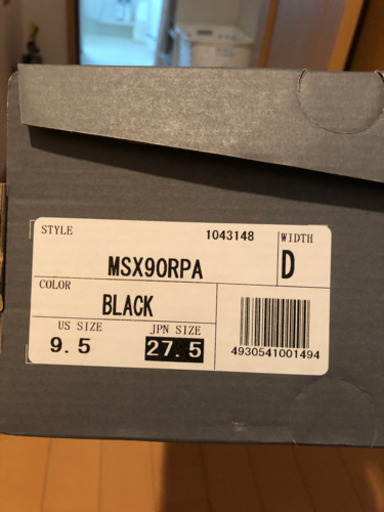 STYLE
1043148
WIDTH
MSX90RPA
D
COLOR
BLACK
US SIZE
JPN SIZE
9.5
27.5
4930541001494